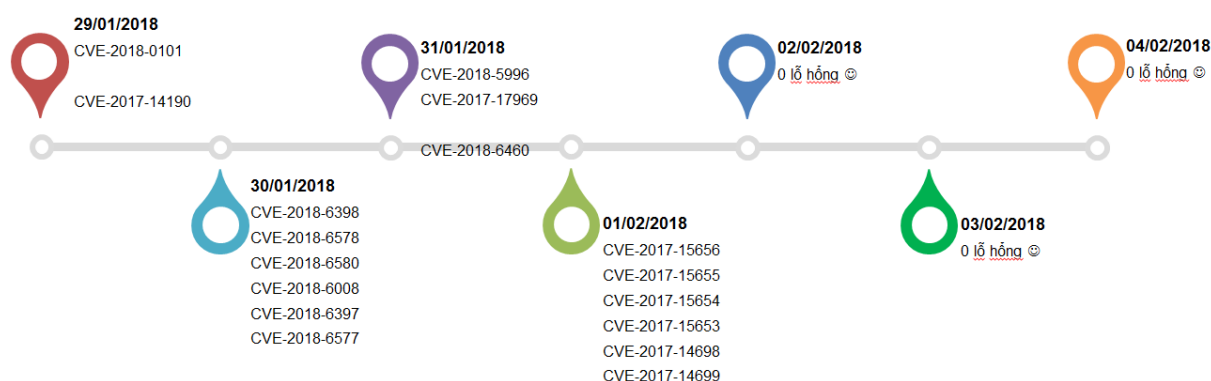 29/01/2018
CVE-2018-0101
CVE-2017-14190
30/01/2018
CVE-2018-6398
CVE-2018-6578
CVE-2018-6580
CVE-2018-6008
CVE-2018-6397
CVE-2018-6577
31/01/2018
CVE-2018-5996
CVE-2017-17969
CVE-2018-6460
01/02/2018
CVE-2017-15656
CVE-2017-15655
CVE-2017-15654
CVE-2017-15653
CVE-2017-14698
CVE-2017-14699
02/02/2018
0 lỗ hổng ☺
03/02/2018
0 lỗ hổng ☺
04/02/2018
0 lỗ hổng ☺